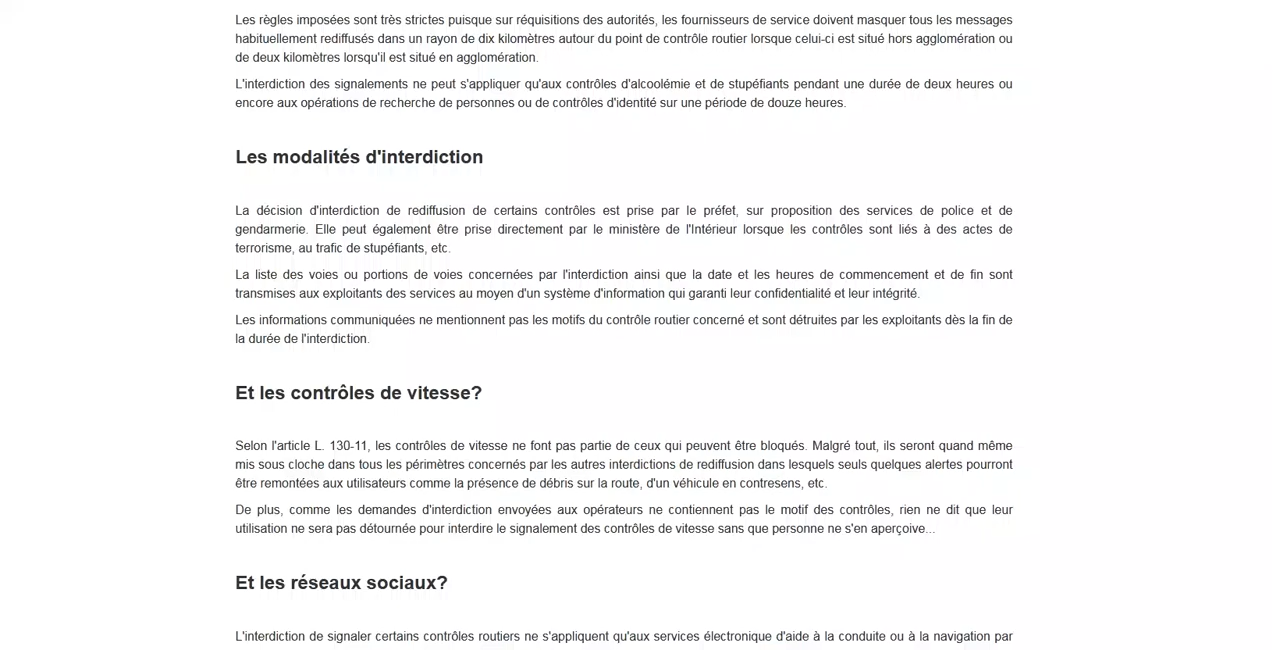 Les règles imposées sont très strictes puisque sur réquisitions des autorités, les fournisseurs de service doivent masquer tous les messages
habituellement rediffusés dans un rayon de dix kilomètres autour du point de contrôle routier lorsque celui-ci est situé hors agglomération ou
de deux kilomètres lorsqu'il est situé en agglomération.
L'interdiction des signalements ne peut s'appliquer qu'aux contrôles d'alcoolémie et de stupéfiants pendant une durée de deux heures ou
encore aux opérations de recherche de personnes ou de contrôles d'identité sur une période de douze heures.
Les modalités d'interdiction
La décision d'interdiction de rediffusion de certains contrôles est prise par le préfet, sur proposition des services de police et de
gendarmerie. Elle peut également être prise directement par le ministère de l'Intérieur lorsque les contrôles sont liés à des actes de
terrorisme, au trafic de stupéfiants, etc.
La liste des voies ou portions de voies concernées par l'interdiction ainsi que la date et les heures de commencement et de fin sont
transmises aux exploitants des services au moyen d'un système d'information qui garanti leur confidentialité et leur intégrité.
Les informations communiquées ne mentionnent pas les motifs du contrôle routier concerné et sont détruites par les exploitants dès la fin de
la durée de l'interdiction.
Et les contrôles de vitesse?
Selon l'article L. 130-11, les contrôles de vitesse ne font pas partie de ceux qui peuvent être bloqués. Malgré tout, ils seront quand même
mis sous cloche dans tous les périmètres concernés par les autres interdictions de rediffusion dans lesquels seuls quelques alertes pourront
être remontées aux utilisateurs comme la présence de débris sur la route, d'un véhicule en contresens, etc.
De plus, comme les demandes d'interdiction envoyées aux opérateurs ne contiennent pas le motif des contrôles, rien ne dit que leur
utilisation ne sera pas détournée pour interdire le signalement des contrôles de vitesse sans que personne ne s'en aperçoive...
Et les réseaux sociaux?
L'interdiction de signaler certains contrôles routiers ne s'appliquent qu'aux services électronique d'aide à la conduite ou à la navigation par